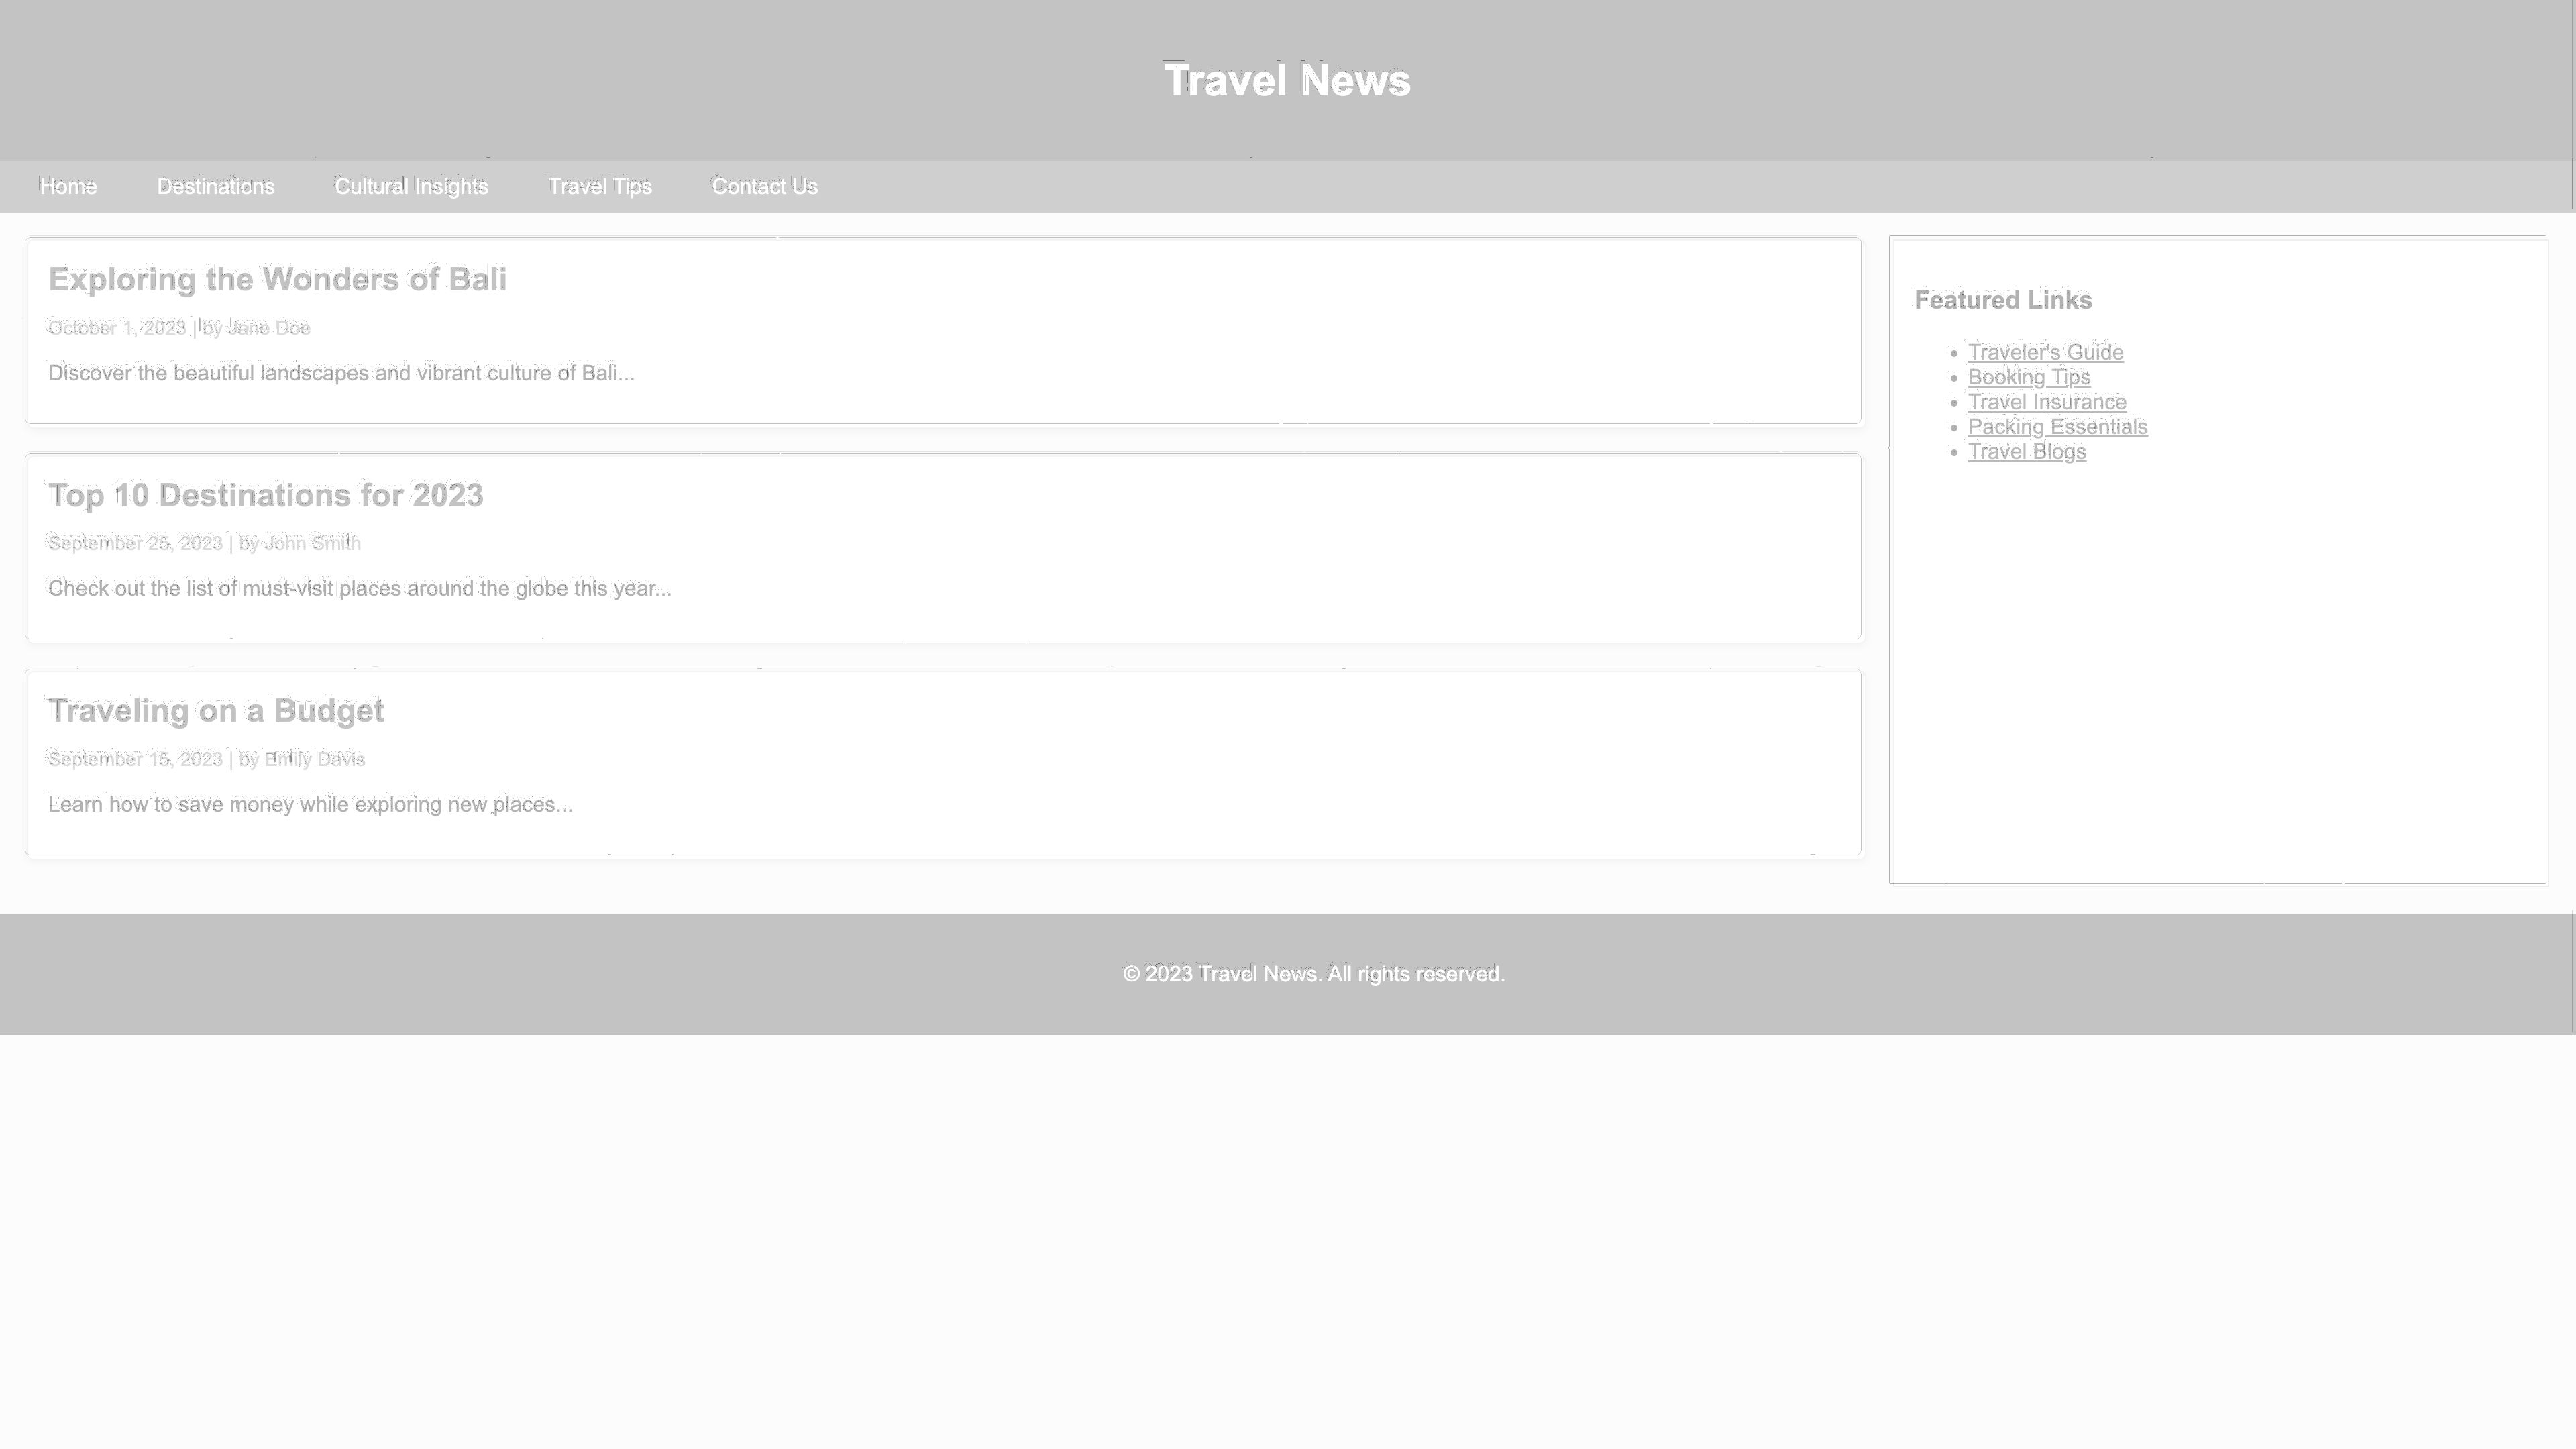 Travel News
Home Destinations Cultural Insights Travel Tips Contact Us
Exploring the Wonders of Bali
October 1, 2023 | by Jane Doe
Discover the beautiful landscapes and vibrant culture of Bali...
Top 10 Destinations for 2023
September 25, 2023 | by John Smith
Check out the list of must-visit places around the globe this year...
Traveling on a Budget
September 15, 2023 | by Emily Davis
Learn how to save money while exploring new places...
Featured Links
• Traveler's Guide
• Booking Tips
• Travel Insurance
• Packing Essentials
• Travel Blogs
© 2023 Travel News. All rights reserved.